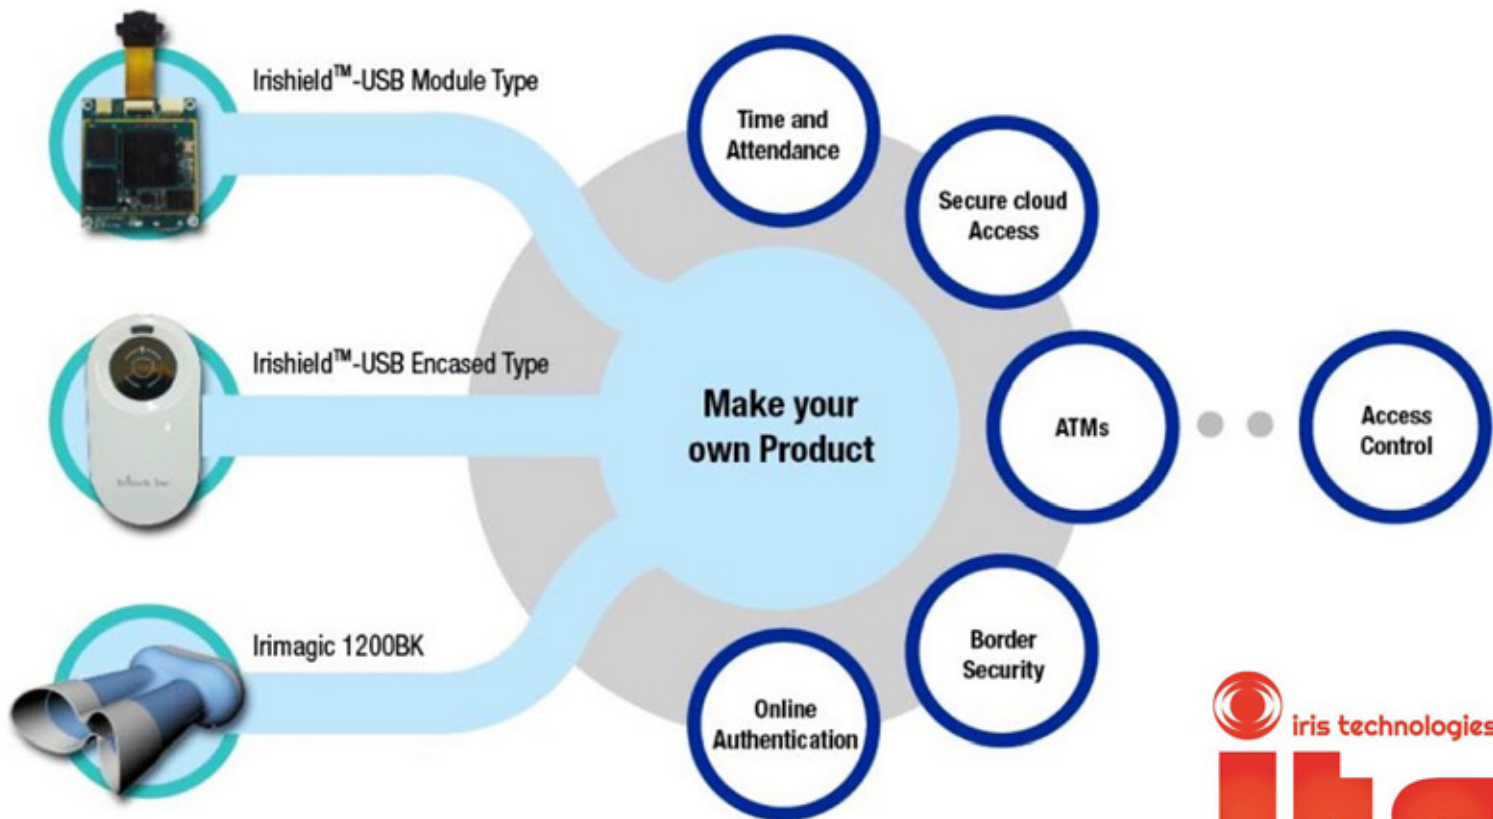 Irishield™-USB Module Type
Time and
Attendance
Secure cloud
Access
Irishield™-USB Encased Type
Make your
own Product
ATMs
Access
Control
Irimagic 1200BK
Border
Security
Online
Authentication
iris technologies